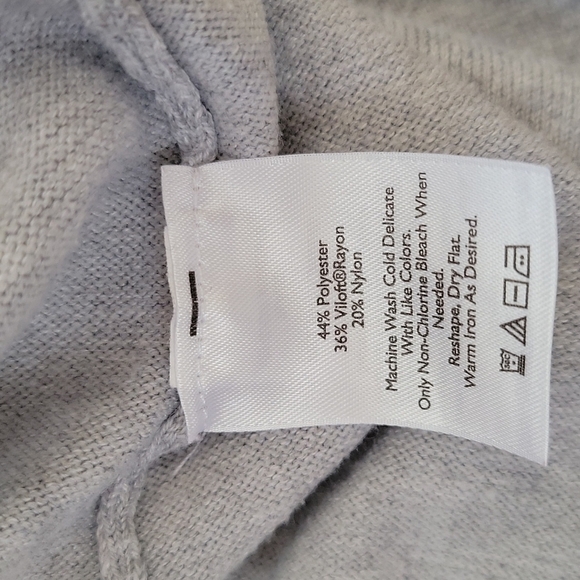 44% Polyester
36% Viloft®Rayon
20% Nylon
Machine Wash Cold Delicate
With Like Colors.
Only Non-Chlorine Bleach When
Needed.
Reshape, Dry Flat.
Warm Iron As Desired.